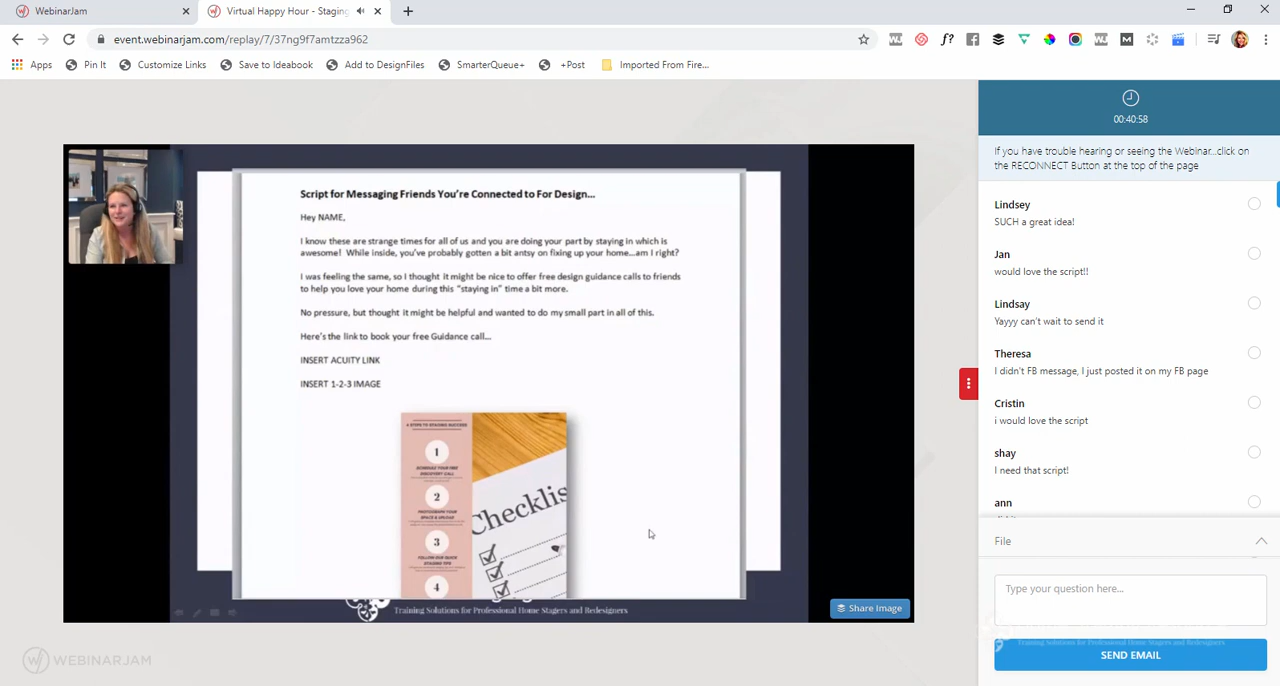 WebinarJam
Virtual Happy Hour - Staging
event.webinarjam.com/replay/7/37ng9f7amtzza962
Apps
Pin It
Customize Links
Save to Ideabook
Add to DesignFiles
SmarterQueue+
+Post
Imported From Fire...
Script for Messaging Friends You're Connected to For Design...
Hey NAME,
I know these are strange times for all of us and you are doing your part by staying in which is
awesome! While inside, you've probably gotten a bit antsy on fixing up your home...am I right?
I was feeling the same, so I thought it might be nice to offer free design guidance calls to friends
to help you love your home during this "staying in" time a bit more.
No pressure, but thought it might be helpful and wanted to do my small part in all of this.
Here's the link to book your free Guidance call...
INSERT ACUITY LINK
INSERT 1-2-3 IMAGE
1
2
3
4
Checklis
Training Solutions for Professional Home Stagers and Redesigners
Share Image
WEBINARJAM
00:40:58
If you have trouble hearing or seeing the Webinar...click on
the RECONNECT Button at the top of the page
Lindsey
SUCH a great idea!
Jan
would love the script!!
Lindsay
Yayyy can't wait to send it
Theresa
I didn't FB message, I just posted it on my FB page
Cristin
i would love the script
shay
I need that script!
ann
File
Type your question here...
Training Solutions for Professional Home Stagers and Redesigners
SEND EMAIL